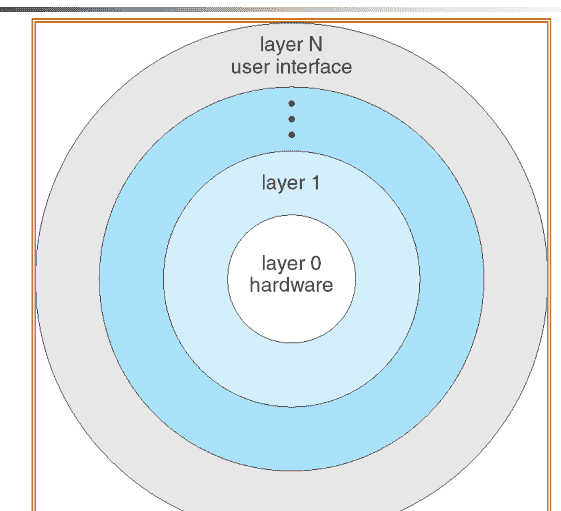 layer N
user interface
layer 1
layer 0
hardware